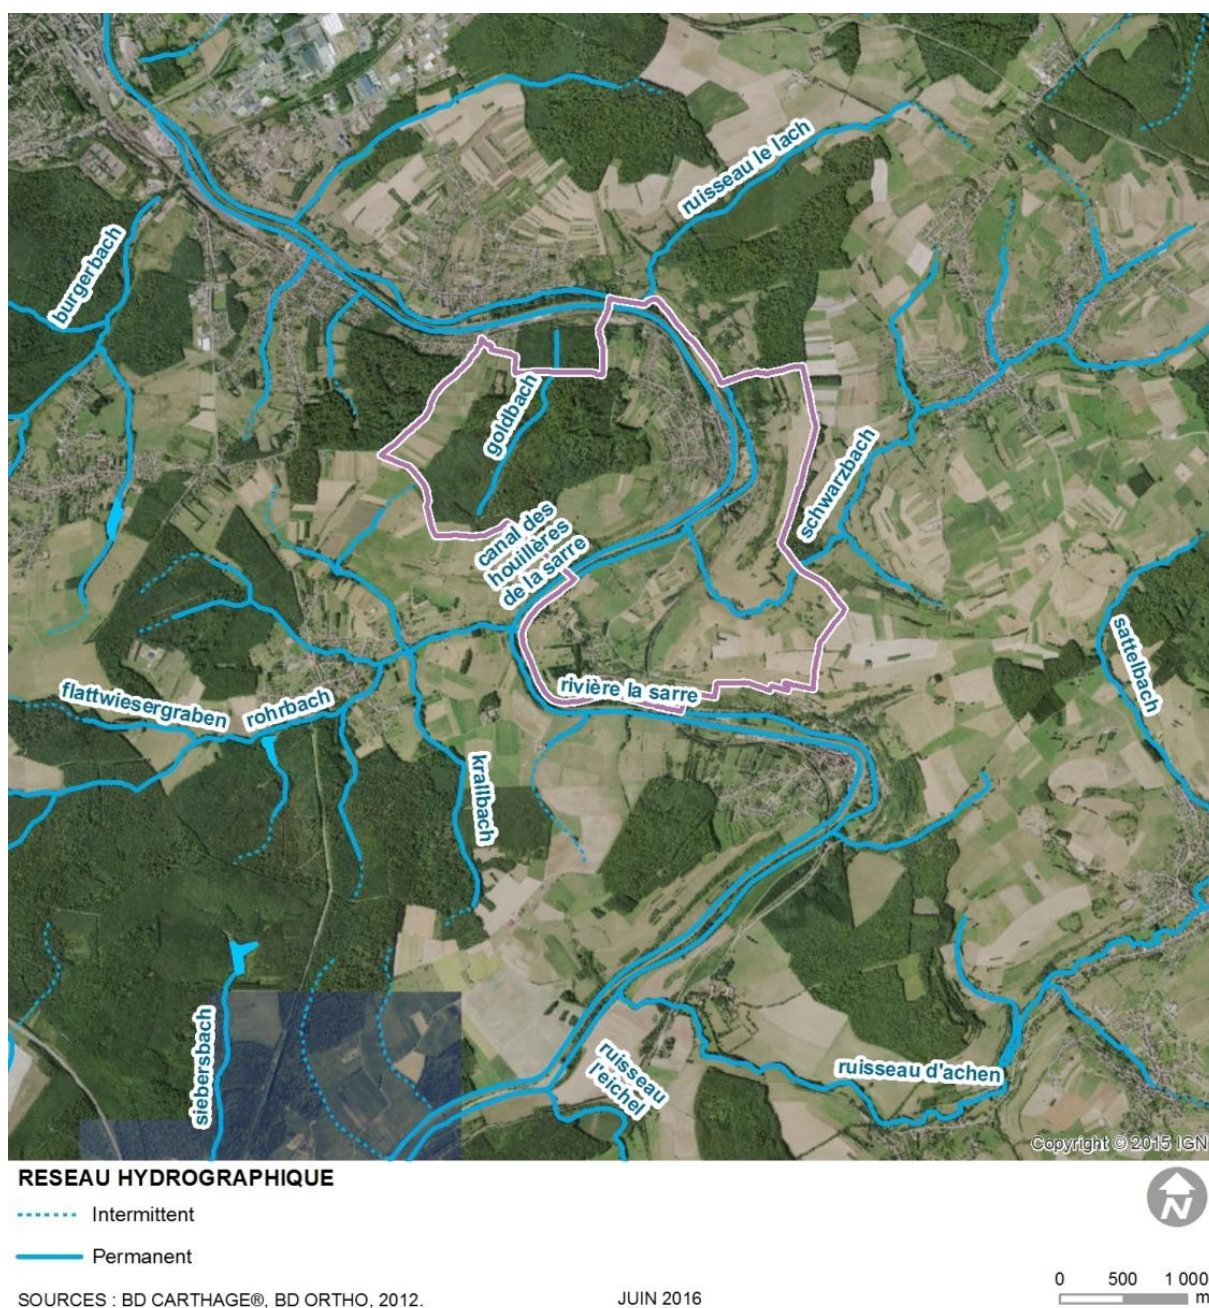 ruisseau le lach
burgerbach
goldbach
schwarzbach
canal des
houillères
de la sarre
sattelbach
flattwiesergraben
rohrbach
rivière la sarre
krallbach
siebersbach
ruisseau
l'eichel
ruisseau d'achen
Copyright © 2015 IGN
RESEAU HYDROGRAPHIQUE
Intermittent
Permanent
N
0 500 1 000
m
SOURCES : BD CARTHAGE®, BD ORTHO, 2012.
JUIN 2016